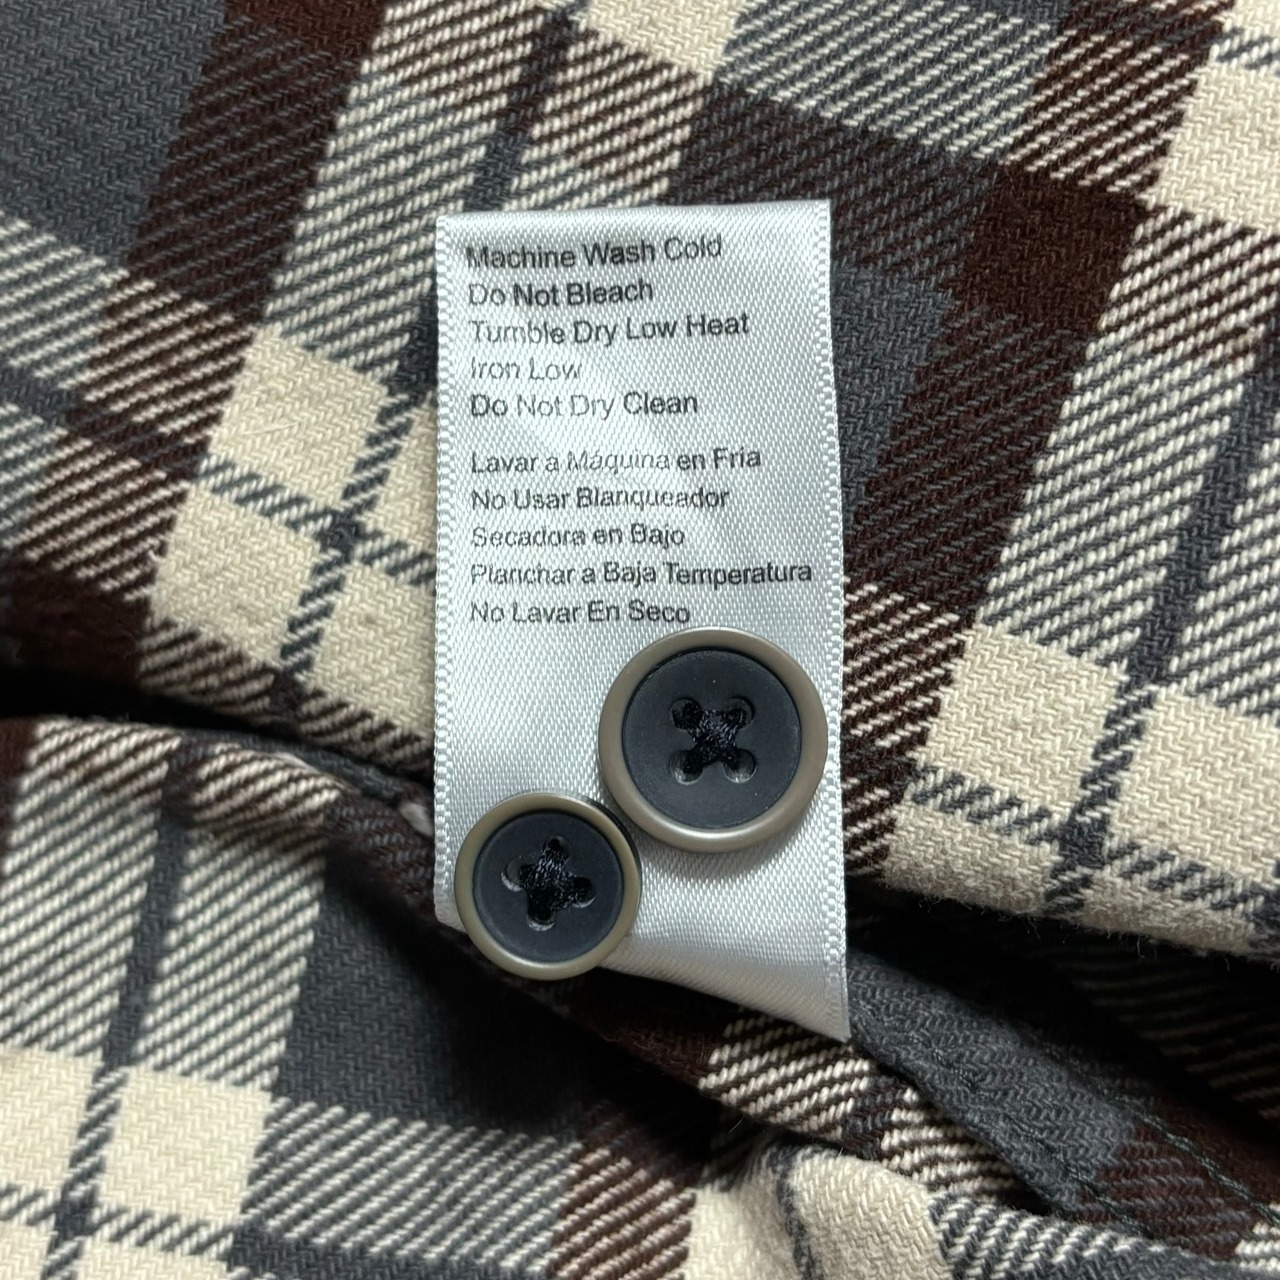 Machine Wash Cold
Do Not Bleach
Tumble Dry Low Heat
Iron Low
Do Not Dry Clean
Lavar a Máquina en Fria
No Usar Blanqueador
Secadora en Bajo
Planchar a Baja Temperatura
No Lavar En Seco